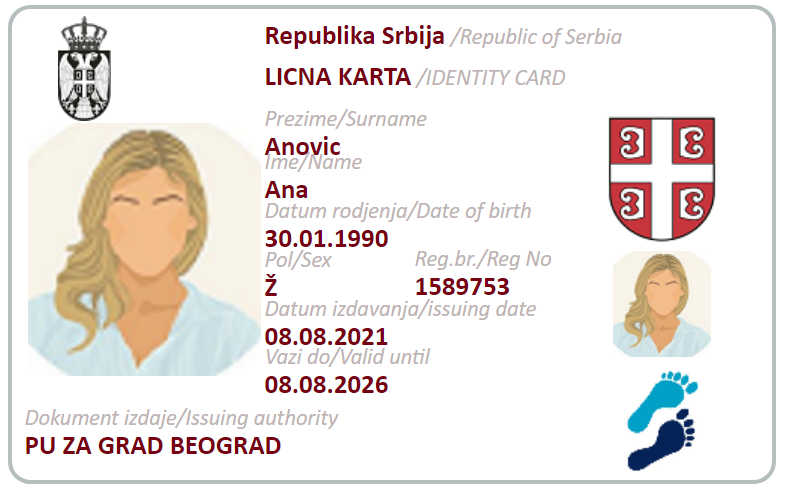 Republika Srbija /Republic of Serbia
LICNA KARTA /IDENTITY CARD
Prezime/Surname
Anovic
Ime/Name
Ana
Datum rodjenja/Date of birth
30.01.1990
Pol/Sex Reg.br./Reg No
Ž 1589753
Datum izdavanja/issuing date
08.08.2021
Vazi do/Valid until
08.08.2026
Dokument izdaje/Issuing authority
PU ZA GRAD BEOGRAD